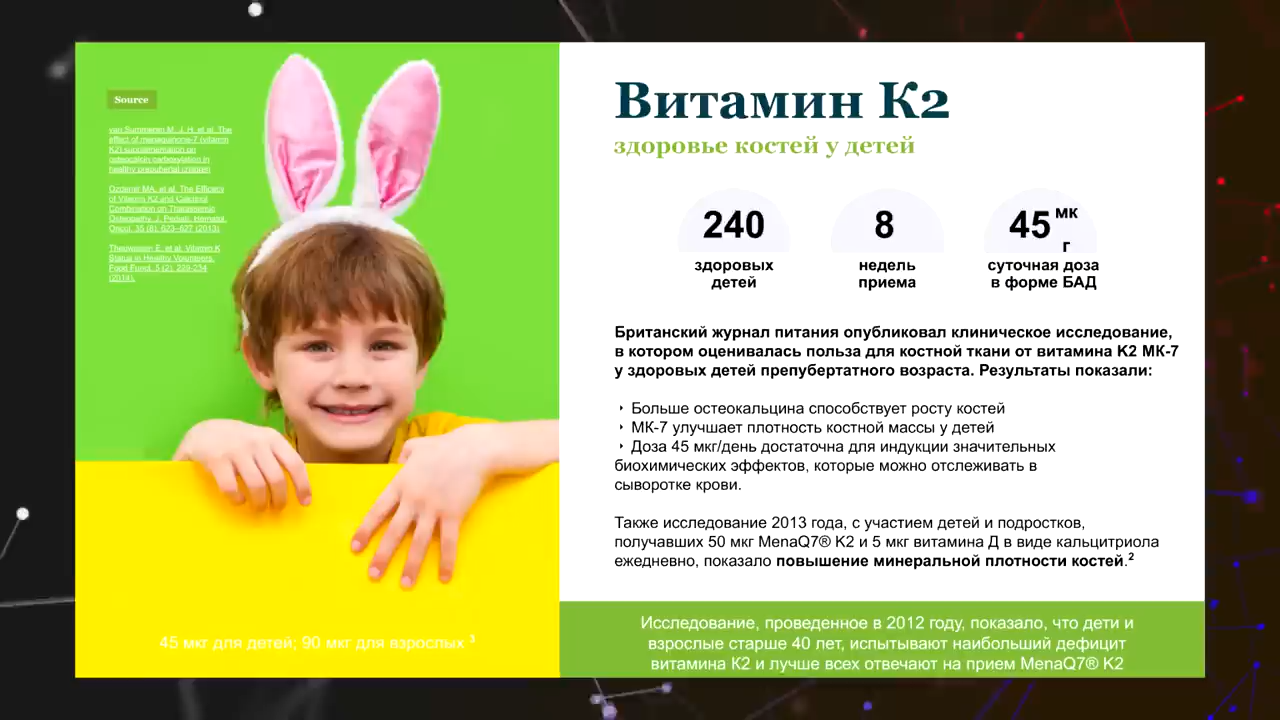 Source
van Summeren M. J. H. et al. The
effect of menaquinone-7 (vitamin
K2) supplementation on
osteocalcin carboxylation in
healthy prepubertal children
Ozdemir MA, et al. The Efficacy
of Vitamin K2 and Calcitriol
Combination on Thalassemic
Osteopathy. J. Pediatr. Hematol.
Oncol. 35 (8), 623–627 (2013).
Theuwissen E. et al. Vitamin K
Status in Healthy Volunteers.
Food Funct. 5 (2), 229-234
(2014).
45 мкг для детей; 90 мкг для взрослых ³
Витамин К2
здоровье костей у детей
240
здоровых
детей
8
недель
приема
45 мк
г
суточная доза
в форме БАД
Британский журнал питания опубликовал клиническое исследование,
в котором оценивалась польза для костной ткани от витамина К2 МК-7
у здоровых детей препубертатного возраста. Результаты показали:
‣ Больше остеокальцина способствует росту костей
‣ МК-7 улучшает плотность костной массы у детей
‣ Доза 45 мкг/день достаточна для индукции значительных
биохимических эффектов, которые можно отслеживать в
сыворотке крови.
Также исследование 2013 года, с участием детей и подростков,
получавших 50 мкг MenaQ7® K2 и 5 мкг витамина Д в виде кальцитриола
ежедневно, показало повышение минеральной плотности костей.²
Исследование, проведенное в 2012 году, показало, что дети и
взрослые старше 40 лет, испытывают наибольший дефицит
витамина К2 и лучше всех отвечают на прием MenaQ7® K2